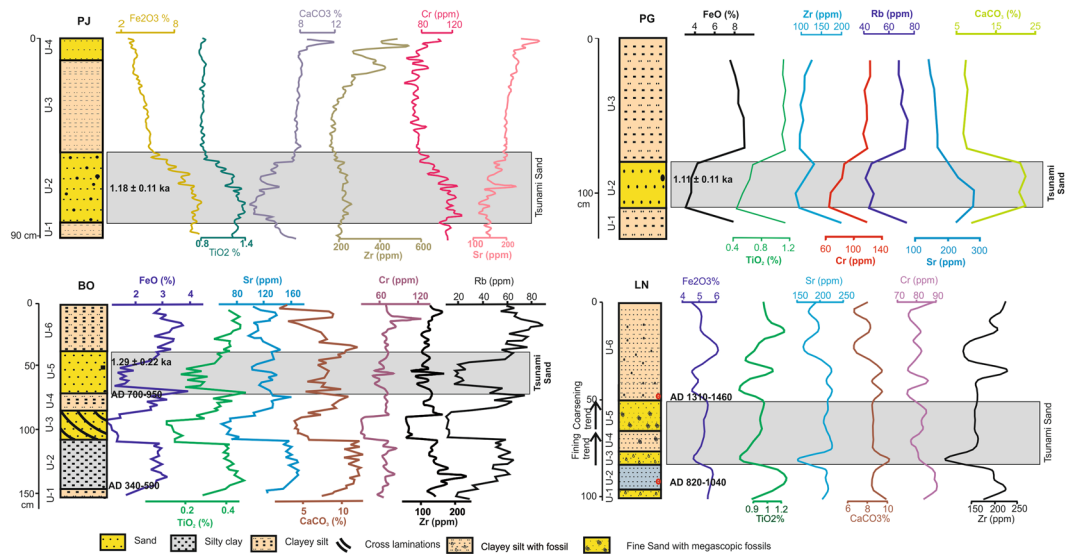 PJ
Fe2O3 %
2 8
CaCO3 %
8 12
Cr (ppm)
80 120
0
U-4
U-3
U-2
U-1
90 cm
1.18 ± 0.11 ka
Tsunami Sand
0.8 1.4
TiO2 %
200 600
Zr (ppm)
100 200
Sr (ppm)
PG
FeO (%)
4 8
Zr (ppm)
100 200
Rb (ppm)
40 80
CaCO3 (%)
5 25
0
U-3
U-2
U-1
100
cm
1.11 ± 0.11 ka
Tsunami
Sand
0.4 0.8 1.2
TiO2 (%)
60 100 140
Cr (ppm)
100 200 300
Sr (ppm)
BO
FeO (%)
2 3 4
Sr (ppm)
80 120 160
Cr (ppm)
60 120
Rb (ppm)
20 40 60 80
0
50
100
150
cm
U-6
U-5
U-4
U-3
U-2
U-1
1.29 ± 0.22 ka
AD 700-950
AD 340-590
Tsunami
Sand
0.2 0.4
TiO2 (%)
5 10
CaCO3 (%)
100 200
Zr (ppm)
LN
Fe2O3%
4 5 6
Sr (ppm)
150 200 250
Cr (ppm)
70 80 90
0
50
100
U-6
U-5
U-4
U-3
U-2
U-1
Coarsening
trend
Fining
trend
AD 1310-1460
AD 820-1040
Tsunami Sand
0.9 1 1.2
TiO2%
6 8 10
CaCO3%
150 200 250
Zr (ppm)
Sand
Silty clay
Clayey silt
Cross laminations
Clayey silt with fossil
Fine Sand with megascopic fossils